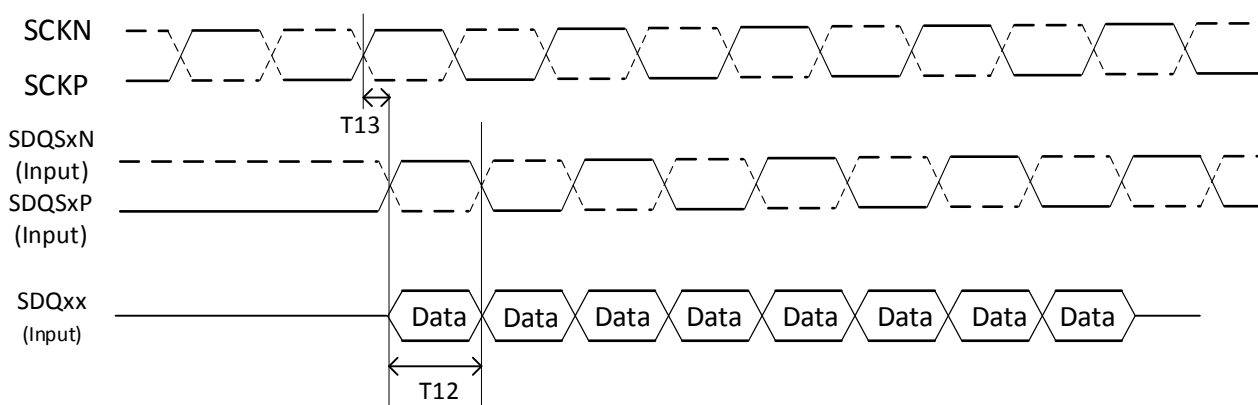 SCKN
SCKP
T13
SDQSxN
(Input)
SDQSxP
(Input)
SDQxx
(Input)
Data Data Data Data Data Data Data Data
T12